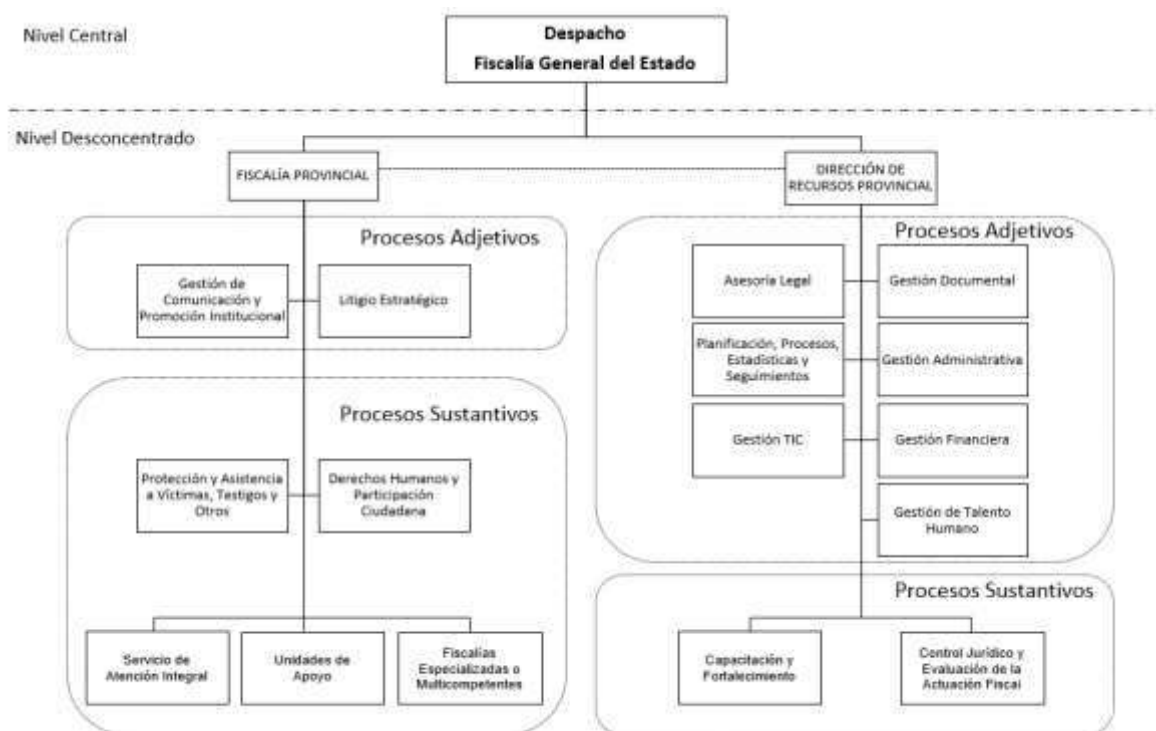 Nivel Central
Despacho
Fiscalía General del Estado
Nivel Desconcentrado
FISCALÍA PROVINCIAL
DIRECCIÓN DE
RECURSOS PROVINCIAL
Procesos Adjetivos
Gestión de
Comunicación y
Promoción Institucional
Litigio Estratégico
Procesos Sustantivos
Protección y Asistencia
a Víctimas, Testigos y
Otros
Derechos Humanos y
Participación
Ciudadana
Servicio de
Atención Integral
Unidades de
Apoyo
Fiscalías
Especializadas o
Multicompetentes
Procesos Adjetivos
Asesoría Legal
Gestión Documental
Planificación, Procesos,
Estadísticas y
Seguimientos
Gestión Administrativa
Gestión TIC
Gestión Financiera
Gestión de Talento
Humano
Procesos Sustantivos
Capacitación y
Fortalecimiento
Control Jurídico y
Evaluación de la
Actuación Fiscal